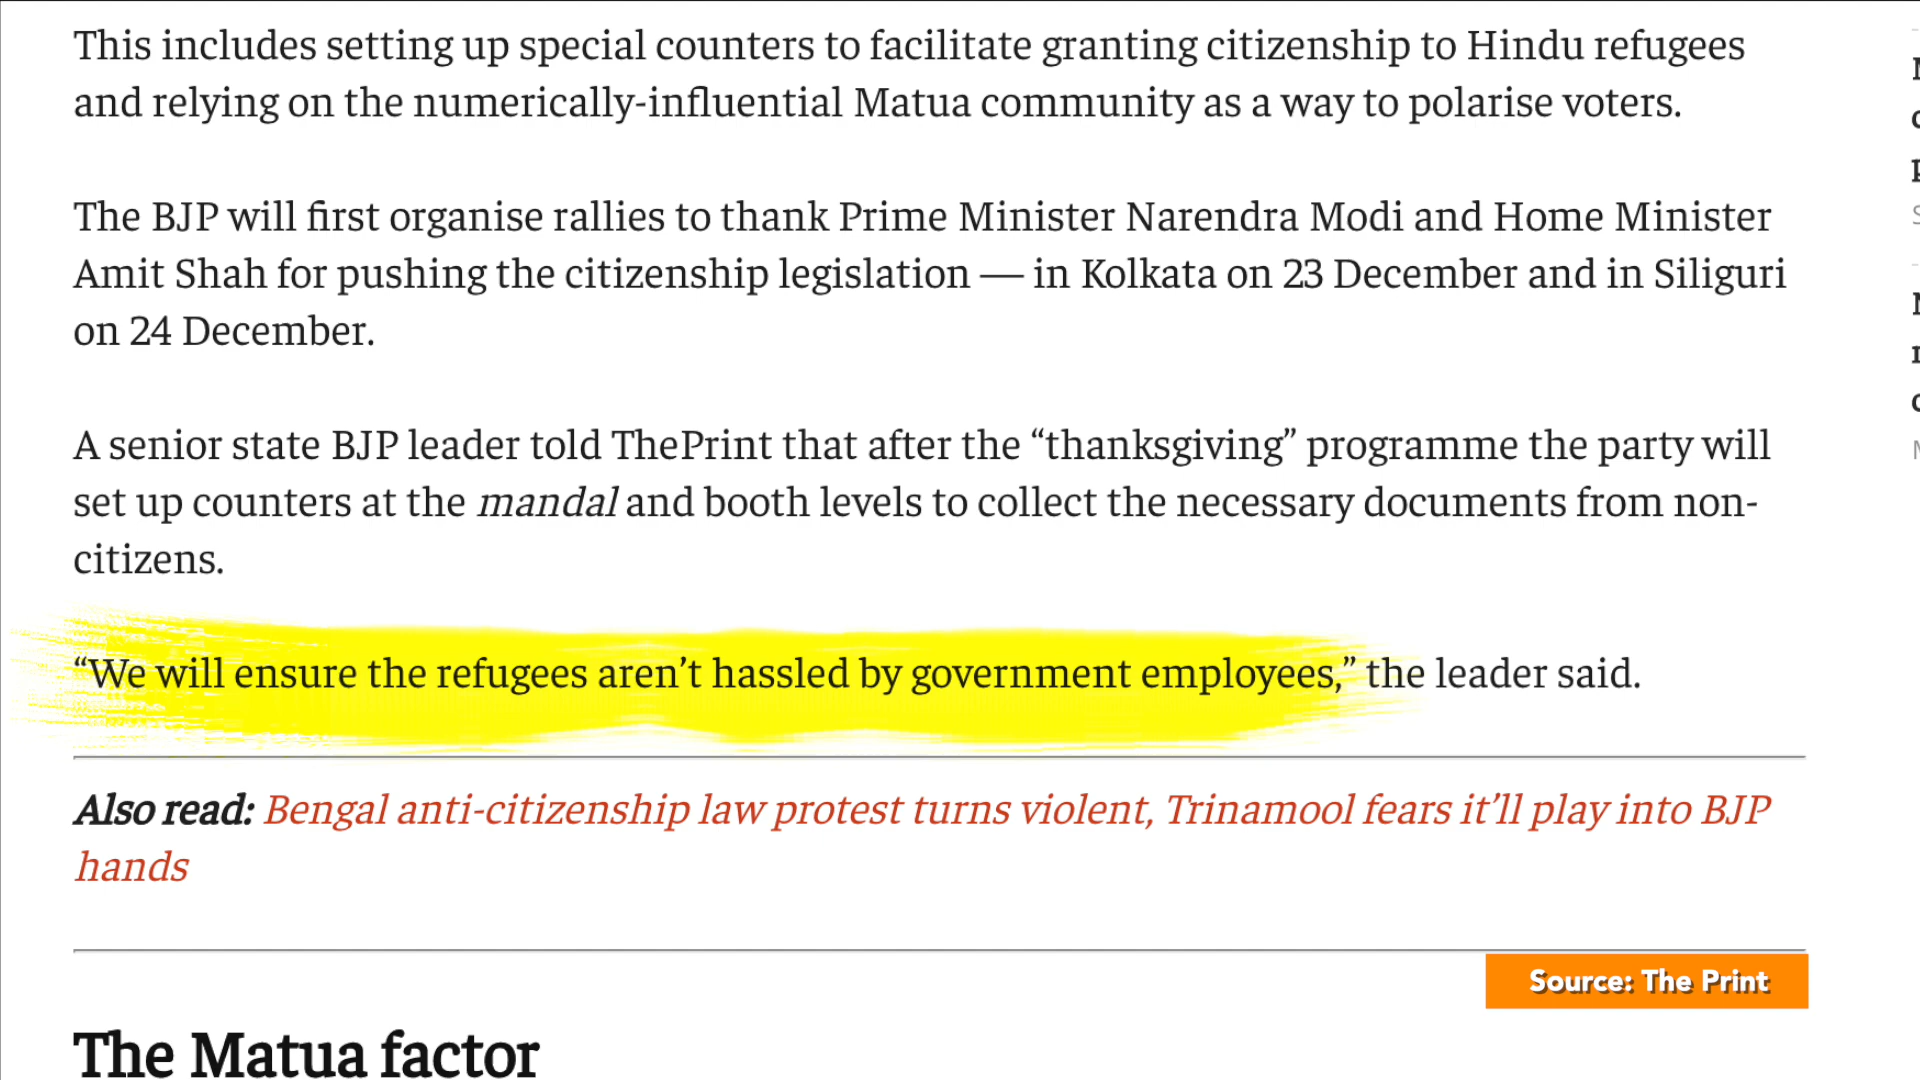 This includes setting up special counters to facilitate granting citizenship to Hindu refugees
and relying on the numerically-influential Matua community as a way to polarise voters.
The BJP will first organise rallies to thank Prime Minister Narendra Modi and Home Minister
Amit Shah for pushing the citizenship legislation — in Kolkata on 23 December and in Siliguri
on 24 December.
A senior state BJP leader told ThePrint that after the “thanksgiving” programme the party will
set up counters at the mandal and booth levels to collect the necessary documents from non-
citizens.
“We will ensure the refugees aren’t hassled by government employees,” the leader said.
Also read: Bengal anti-citizenship law protest turns violent, Trinamool fears it’ll play into BJP
hands
Source: The Print
The Matua factor